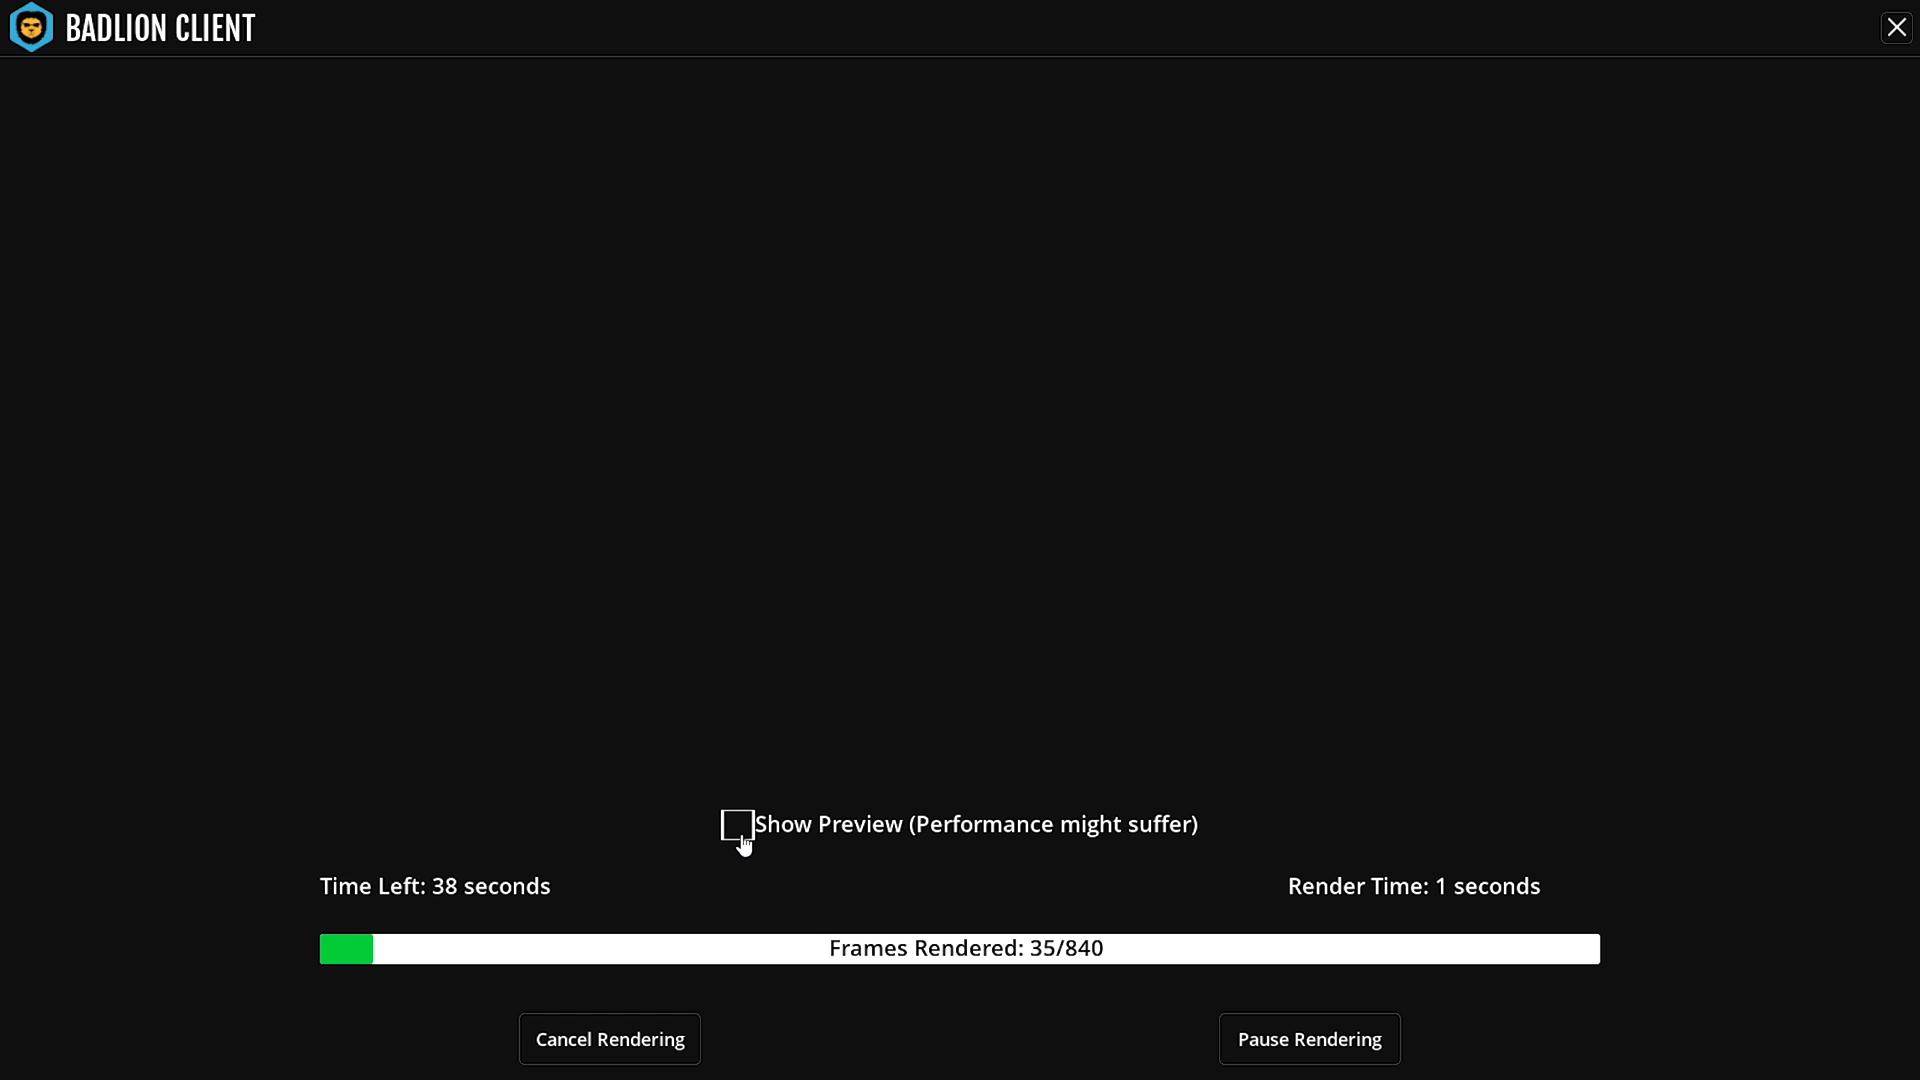 BADLION CLIENT
Show Preview (Performance might suffer)
Time Left: 38 seconds
Render Time: 1 seconds
Frames Rendered: 35/840
Cancel Rendering
Pause Rendering